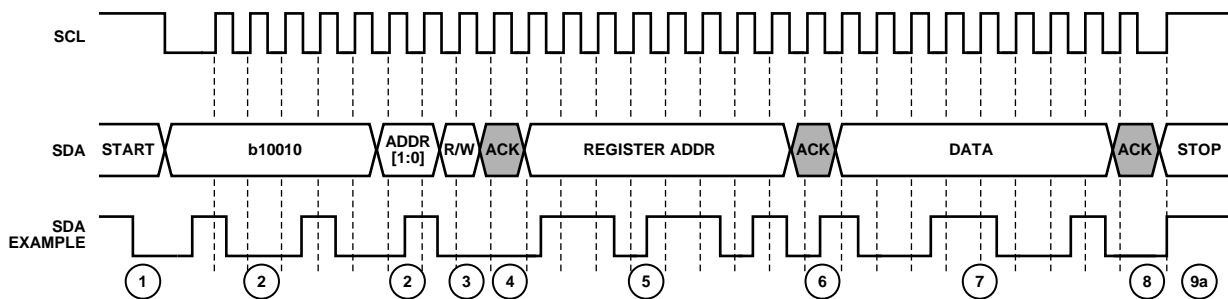 SCL
SDA
START
b10010
ADDR
[1:0]
R/W
ACK
REGISTER ADDR
ACK
DATA
ACK
STOP
SDA
EXAMPLE
1
2
2
3
4
5
6
7
8
9a